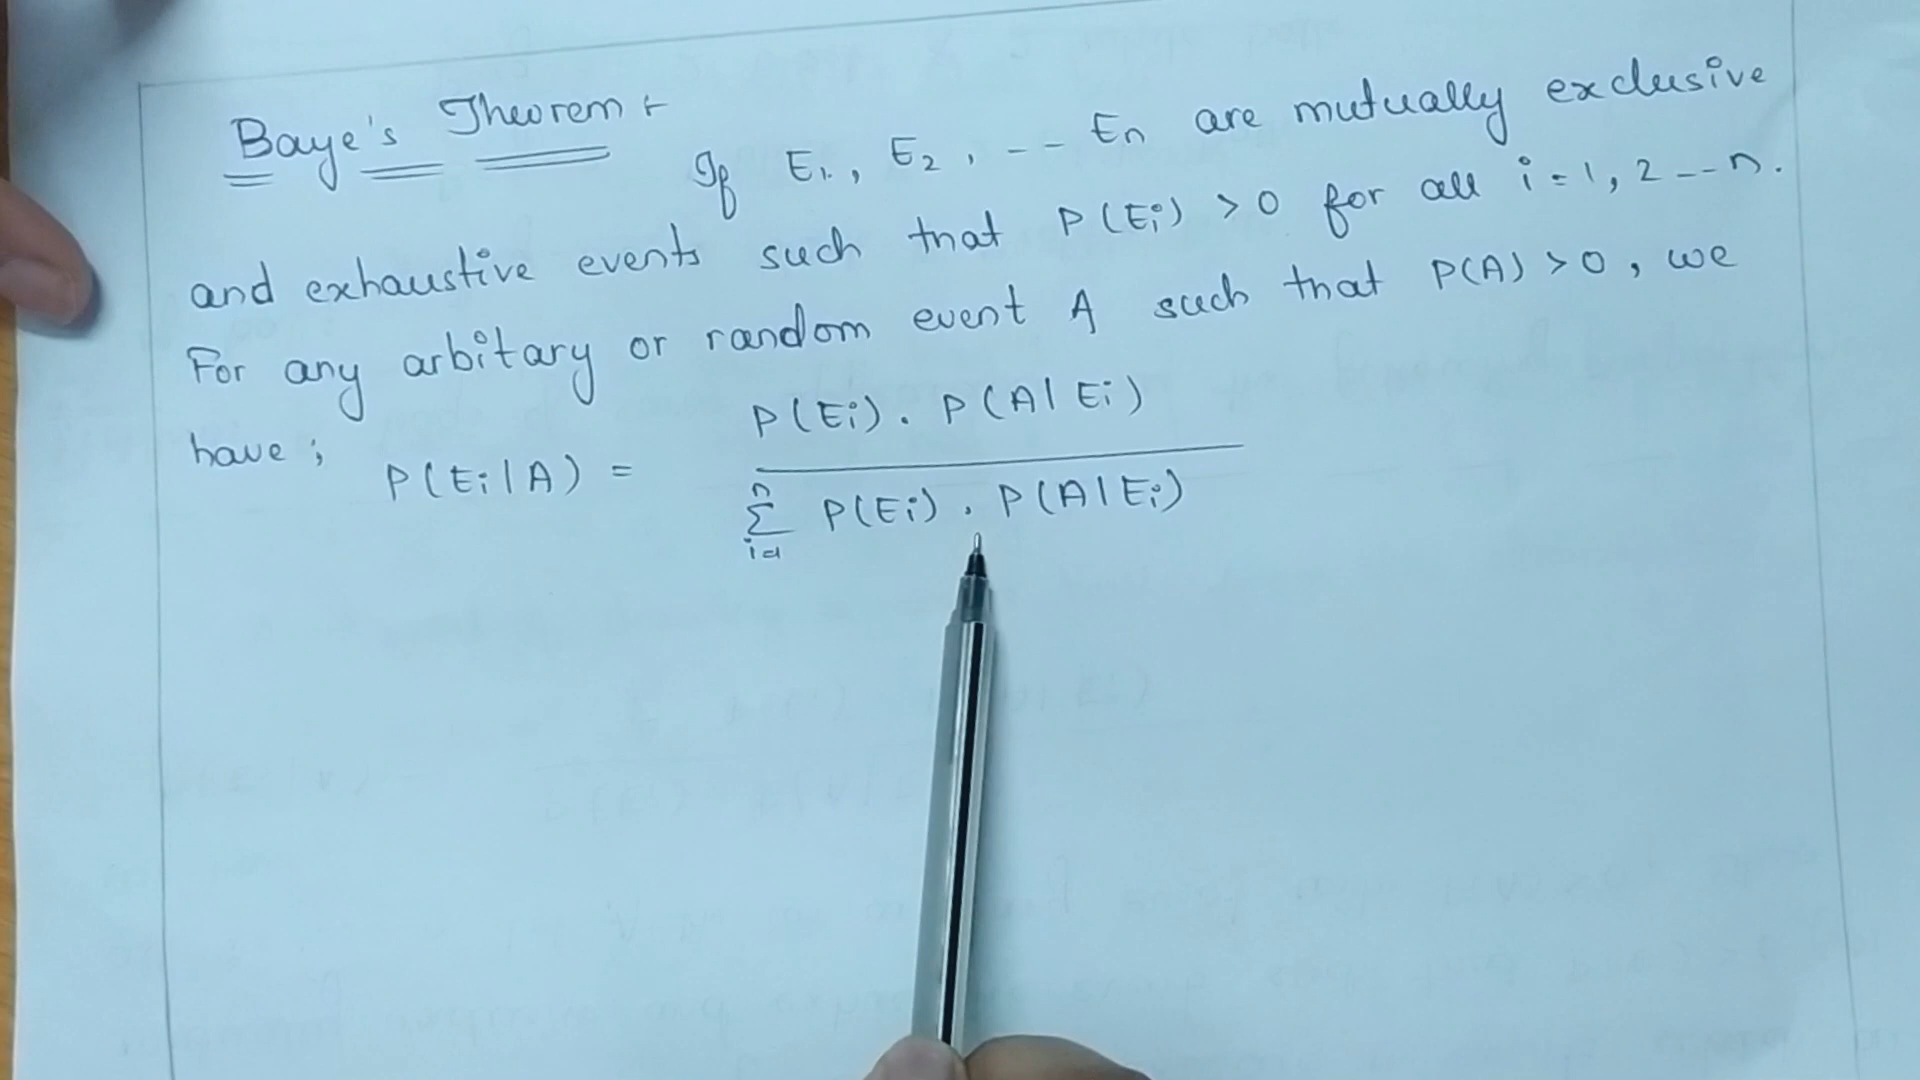 Baye's Theorem :-
If E1, E2, --- En are mutually exclusive
and exhaustive events such that P(Ei) > 0 for all i = 1, 2 --- n.
For any arbitary or random event A such that P(A) > 0, we
have; P(Ei|A) = P(Ei). P(A|Ei)
n
Σ P(Ei). P(A|Ei)
i=1